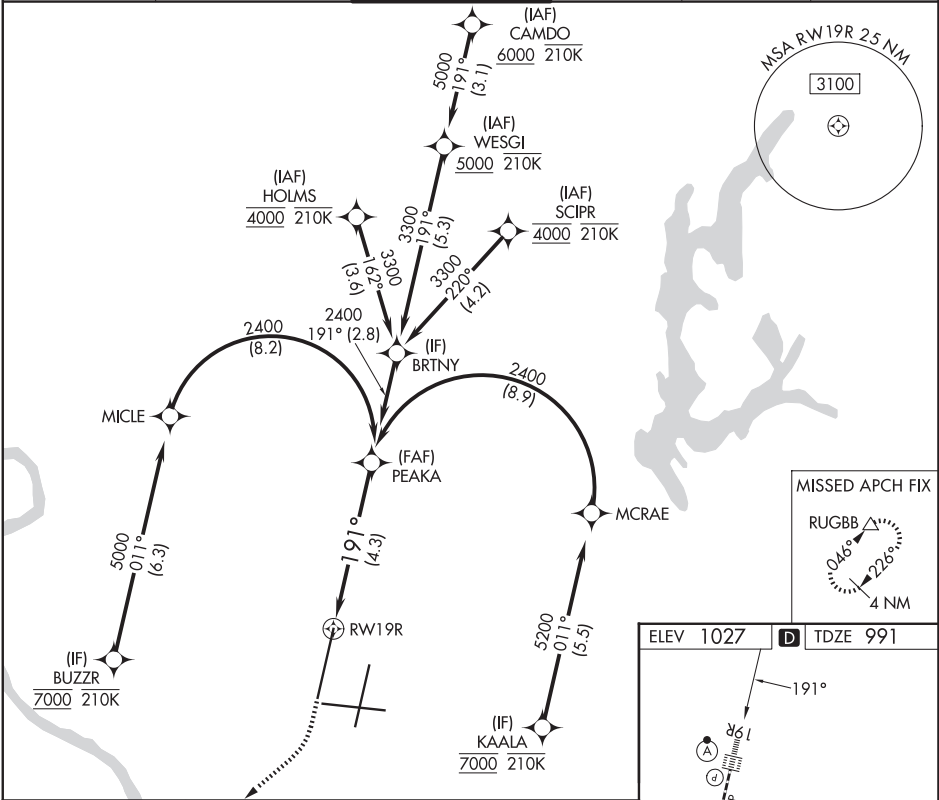 (IAF)
CAMDO
6000 210K
5000
191°
(3.1)
MSA RW19R 25 NM
3100
(IAF)
WESGI
5000 210K
(IAF)
HOLMS
4000 210K
(IAF)
SCIPR
4000 210K
3300
191°
(5.3)
3300
162°
(3.6)
3300
220°
(4.2)
2400
191° (2.8)
(IF)
BRTNY
2400
(8.2)
2400
(8.9)
MICLE
(FAF)
PEAKA
MCRAE
MISSED APCH FIX
RUGBB
046°
226°
4 NM
5000
011°
(6.3)
191°
(4.3)
RW19R
5200
011°
(5.5)
(IF)
BUZZR
7000 210K
(IF)
KAALA
7000 210K
ELEV 1027 D TDZE 991
191°
19R
A
P